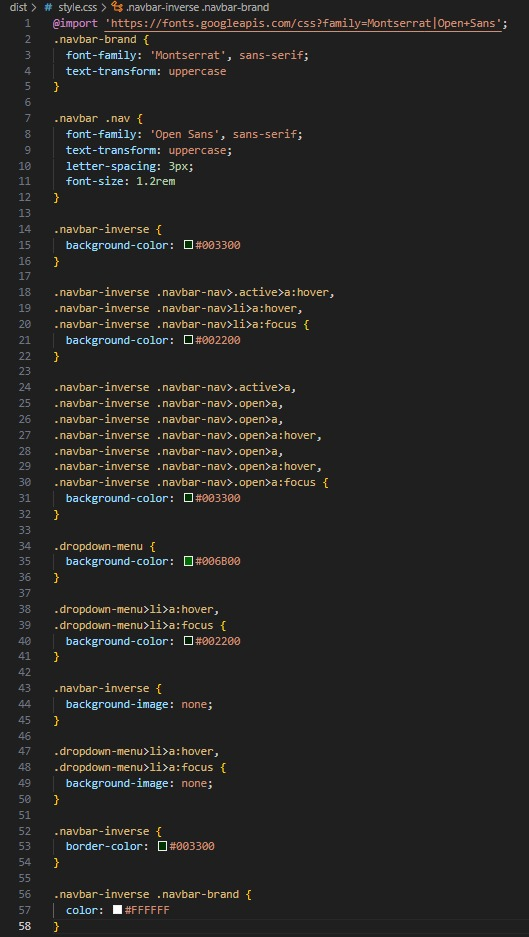 dist > # style.css > .navbar-inverse .navbar-brand
1 @import 'https://fonts.googleapis.com/css?family=Montserrat|Open+Sans';
2 .navbar-brand {
3   font-family: 'Montserrat', sans-serif;
4   text-transform: uppercase
5 }
6
7 .navbar .nav {
8   font-family: 'Open Sans', sans-serif;
9   text-transform: uppercase;
10   letter-spacing: 3px;
11   font-size: 1.2rem
12 }
13
14 .navbar-inverse {
15   background-color: #003300
16 }
17
18 .navbar-inverse .navbar-nav>.active>a:hover,
19 .navbar-inverse .navbar-nav>li>a:hover,
20 .navbar-inverse .navbar-nav>li>a:focus {
21   background-color: #002200
22 }
23
24 .navbar-inverse .navbar-nav>.active>a,
25 .navbar-inverse .navbar-nav>.open>a,
26 .navbar-inverse .navbar-nav>.open>a,
27 .navbar-inverse .navbar-nav>.open>a:hover,
28 .navbar-inverse .navbar-nav>.open>a,
29 .navbar-inverse .navbar-nav>.open>a:hover,
30 .navbar-inverse .navbar-nav>.open>a:focus {
31   background-color: #003300
32 }
33
34 .dropdown-menu {
35   background-color: #006B00
36 }
37
38 .dropdown-menu>li>a:hover,
39 .dropdown-menu>li>a:focus {
40   background-color: #002200
41 }
42
43 .navbar-inverse {
44   background-image: none;
45 }
46
47 .dropdown-menu>li>a:hover,
48 .dropdown-menu>li>a:focus {
49   background-image: none;
50 }
51
52 .navbar-inverse {
53   border-color: #003300
54 }
55
56 .navbar-inverse .navbar-brand {
57   color: #FFFFFF
58 }